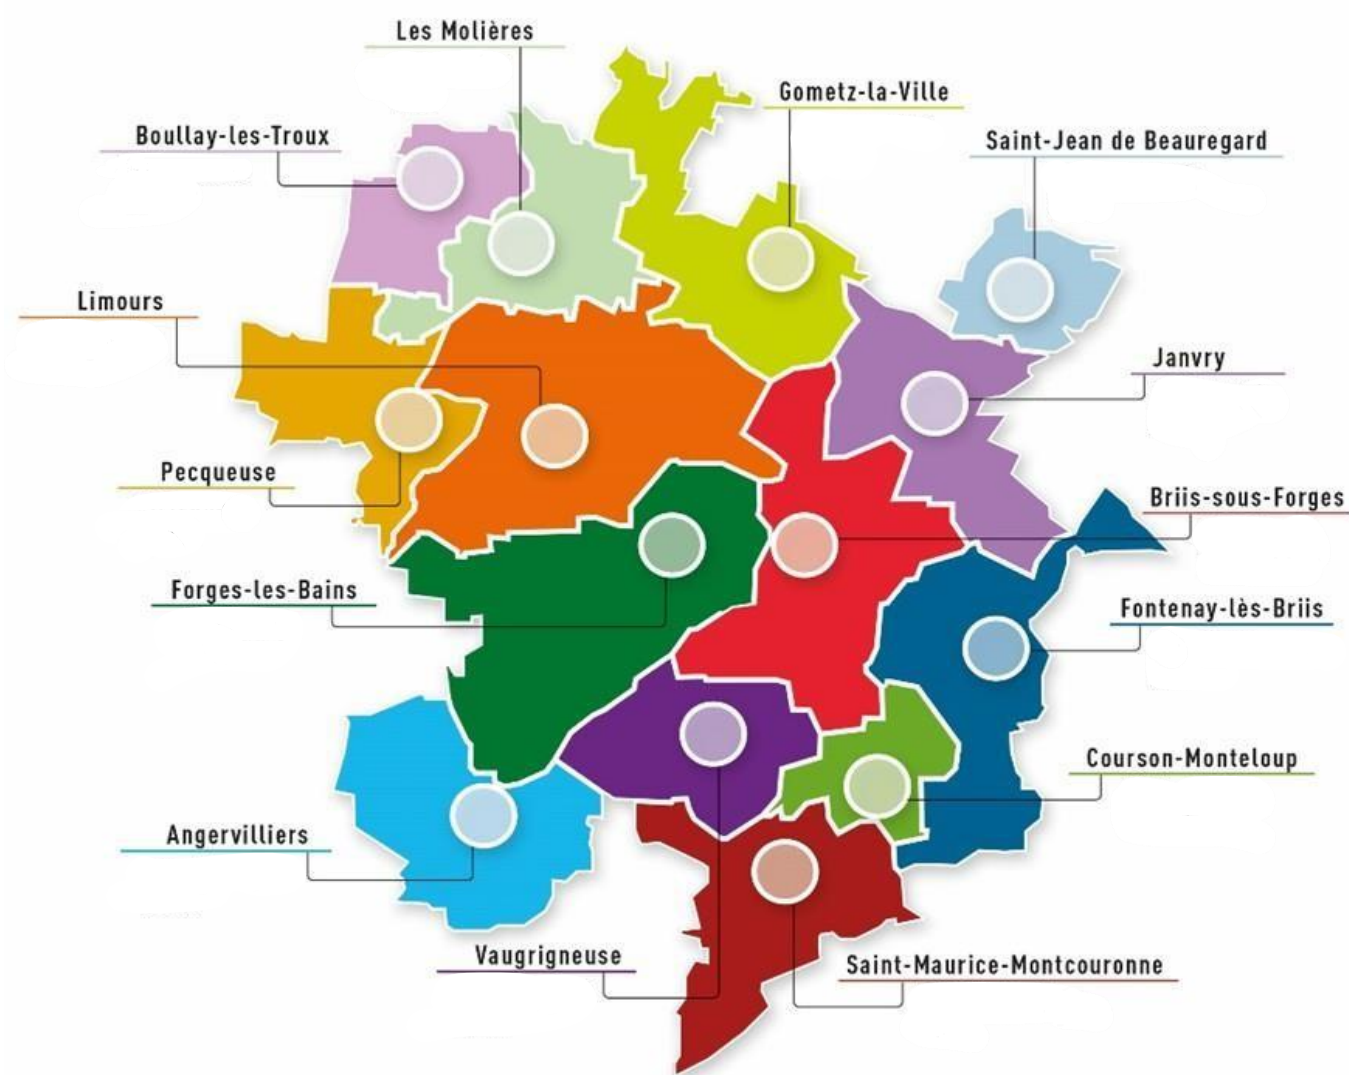 Les Molières
Gometz-la-Ville
Boullay-les-Troux
Saint-Jean de Beauregard
Limours
Janvry
Pecqueuse
Briis-sous-Forges
Forges-les-Bains
Fontenay-lès-Briis
Courson-Monteloup
Angervilliers
Vaugrigneuse
Saint-Maurice-Montcouronne